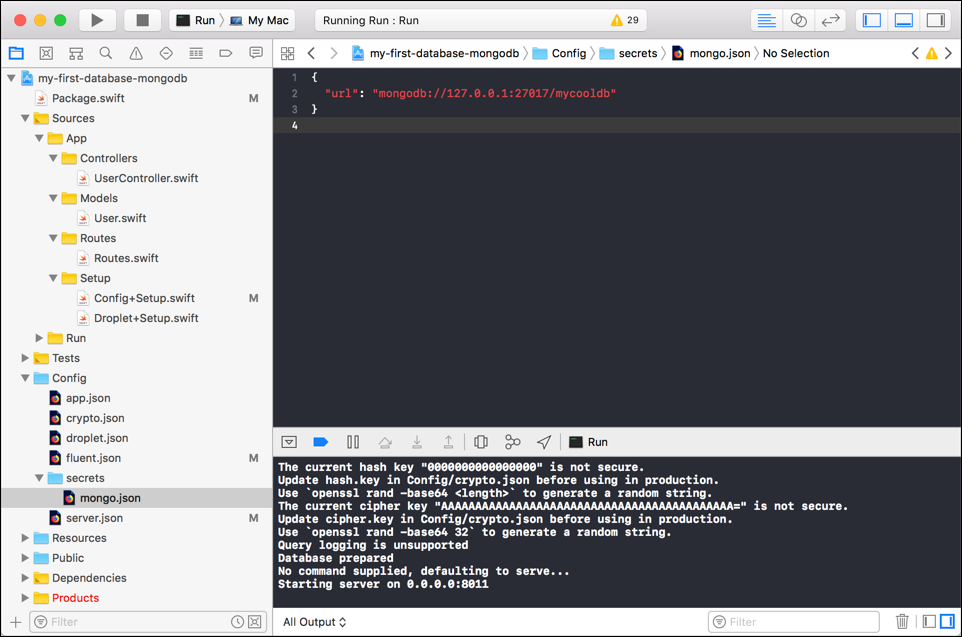 Run
My Mac
Running Run : Run
29
my-first-database-mongodb
Config
secrets
mongo.json
No Selection
my-first-database-mongodb
Package.swift M
Sources
App
Controllers
UserController.swift
Models
User.swift
Routes
Routes.swift
Setup
Config+Setup.swift M
Droplet+Setup.swift
Run
Tests
Config
app.json
crypto.json
droplet.json
fluent.json M
secrets
mongo.json
server.json M
Resources
Public
Dependencies
Products
Filter
1 {
2 "url": "mongodb://127.0.0.1:27017/mycooldb"
3 }
4
Run
The current hash key "0000000000000000" is not secure.
Update hash.key in Config/crypto.json before using in production.
Use `openssl rand -base64 <length>` to generate a random string.
The current cipher key "AAAAAAAAAAAAAAAAAAAAAAAAAAAAAAAAAAAAAAAAAAA=" is not secure.
Update cipher.key in Config/crypto.json before using in production.
Use `openssl rand -base64 32` to generate a random string.
Query logging is unsupported
Database prepared
No command supplied, defaulting to serve...
Starting server on 0.0.0.0:8011
All Output
Filter